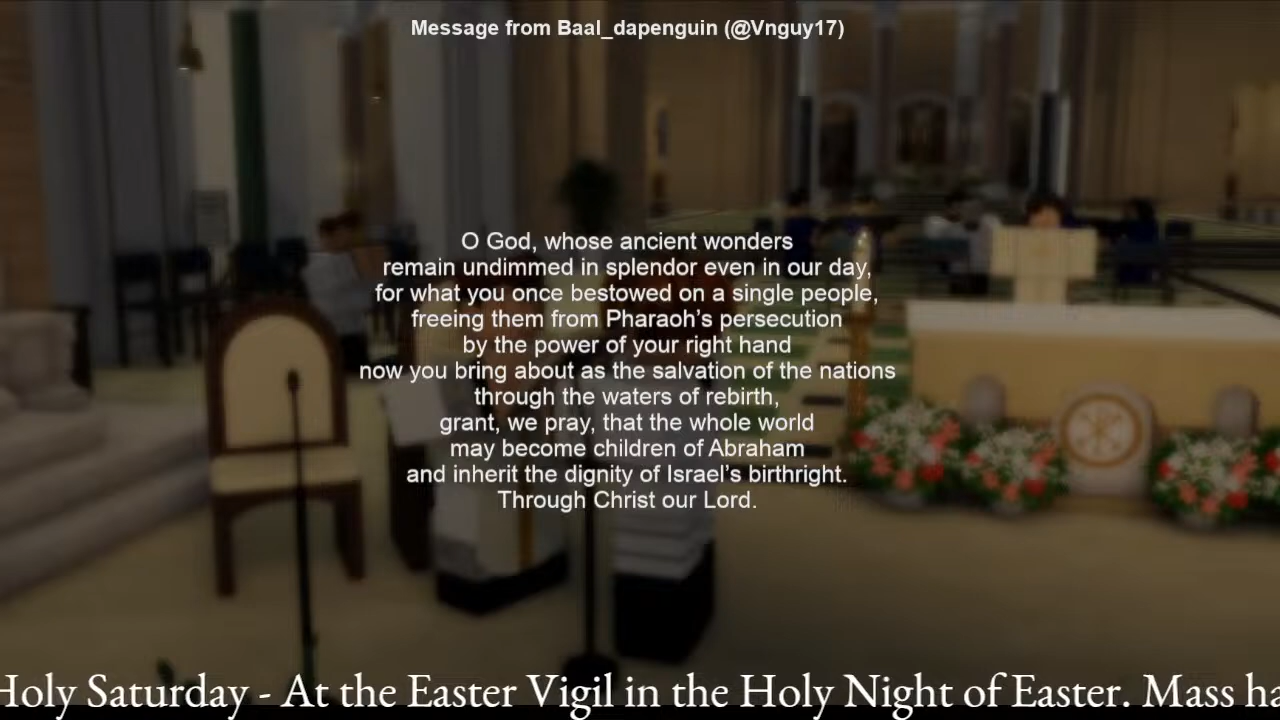 Message from Baal_dapenguin (@Vnguy17)
O God, whose ancient wonders
remain undimmed in splendor even in our day,
for what you once bestowed on a single people,
freeing them from Pharaoh’s persecution
by the power of your right hand
now you bring about as the salvation of the nations
through the waters of rebirth,
grant, we pray, that the whole world
may become children of Abraham
and inherit the dignity of Israel’s birthright.
Through Christ our Lord.
Holy Saturday - At the Easter Vigil in the Holy Night of Easter. Mass ha